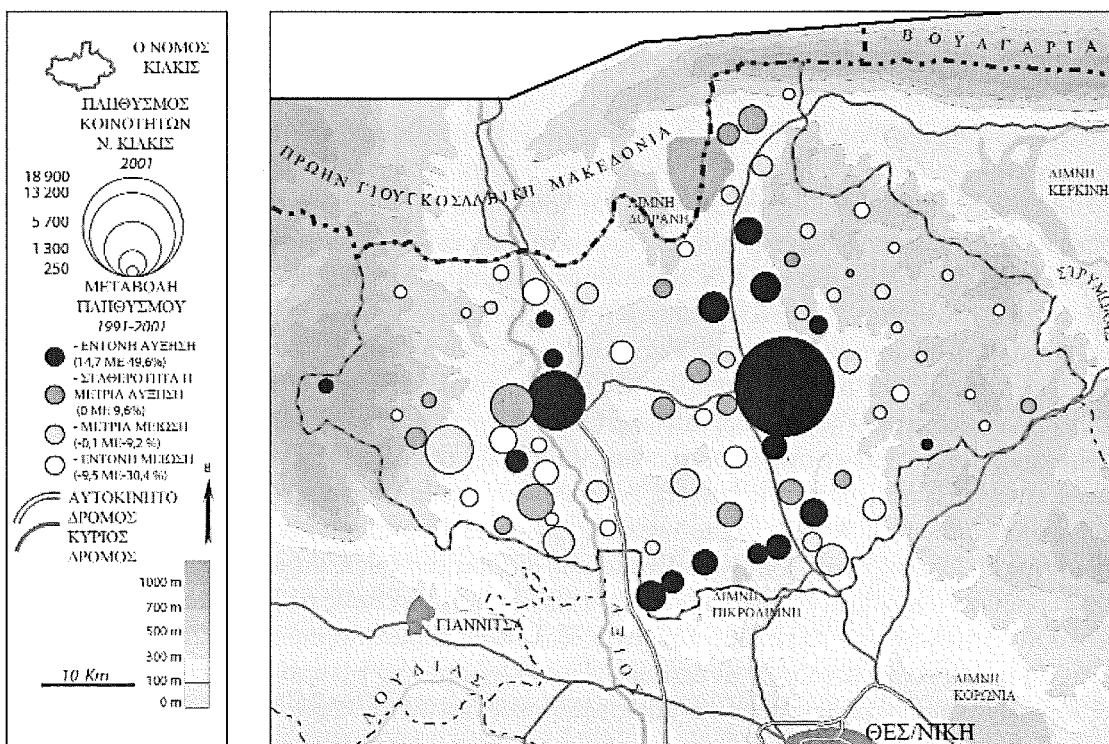 Ο ΝΟΜΟΣ
ΚΙΛΚΙΣ
ΠΛΗΘΥΣΜΟΣ
ΚΟΙΝΟΤΗΤΩΝ
Ν. ΚΙΛΚΙΣ
2001
18 900
13 200
5 700
1 300
250
ΜΕΤΑΒΟΛΗ
ΠΛΗΘΥΣΜΟΥ
1991-2001
- ΕΝΤΟΝΗ ΑΥΞΗΣΗ
(14,7 ΜΕ 49,6%)
- ΣΤΑΘΕΡΟΤΗΤΑ Η
ΜΕΤΡΙΑ ΑΥΞΗΣΗ
(0 ΜΕ 9,6%)
- ΜΕΤΡΙΑ ΜΕΙΩΣΗ
(-0,1 ΜΕ -9,2 %)
- ΕΝΤΟΝΗ ΜΕΙΩΣΗ
(-9,5 ΜΕ -30,4 %)
ΑΥΤΟΚΙΝΗΤΟ
ΔΡΟΜΟΣ
ΚΥΡΙΟΣ
ΔΡΟΜΟΣ
1000 m
700 m
500 m
300 m
100 m
0 m
10 Km
ΒΟΥΛΓΑΡΙΑ
ΠΡΩΗΝ ΓΙΟΥΓΚΟΣΛΑΒΙΚΗ ΜΑΚΕΔΟΝΙΑ
ΛΙΜΝΗ
ΔΟΪΡΑΝΗ
ΛΙΜΝΗ
ΚΕΡΚΙΝΗ
ΣΤΡΥΜΩΝΑΣ
ΛΙΜΝΗ
ΠΙΚΡΟΛΙΜΝΗ
ΓΙΑΝΝΙΤΣΑ
ΑΞΙΟΣ
ΛΟΥΔΙΑΣ
ΛΙΜΝΗ
ΚΟΡΩΝΙΑ
ΘΕΣ/ΝΙΚΗ